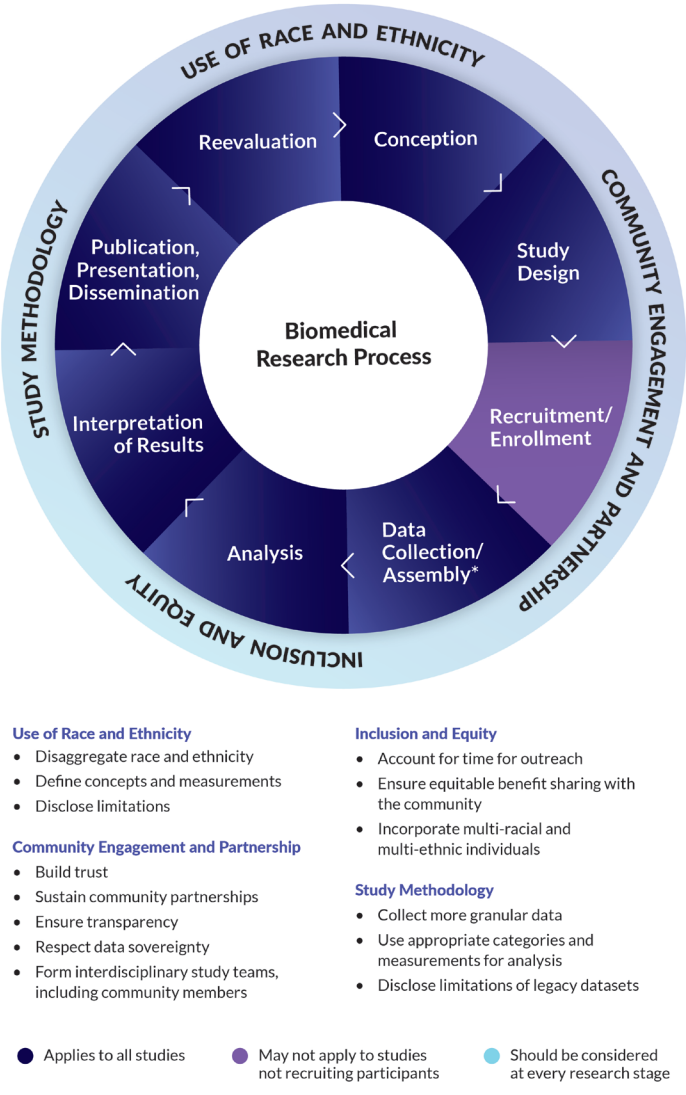 USE OF RACE AND ETHNICITY
COMMUNITY ENGAGEMENT AND PARTNERSHIP
INCLUSION AND EQUITY
STUDY METHODOLOGY
Conception
Study
Design
Recruitment/
Enrollment
Data
Collection/
Assembly*
Analysis
Interpretation
of Results
Publication,
Presentation,
Dissemination
Reevaluation
Biomedical
Research Process
Use of Race and Ethnicity
• Disaggregate race and ethnicity
• Define concepts and measurements
• Disclose limitations
Community Engagement and Partnership
• Build trust
• Sustain community partnerships
• Ensure transparency
• Respect data sovereignty
• Form interdisciplinary study teams,
including community members
Inclusion and Equity
• Account for time for outreach
• Ensure equitable benefit sharing with
the community
• Incorporate multi-racial and
multi-ethnic individuals
Study Methodology
• Collect more granular data
• Use appropriate categories and
measurements for analysis
• Disclose limitations of legacy datasets
Applies to all studies
May not apply to studies
not recruiting participants
Should be considered
at every research stage